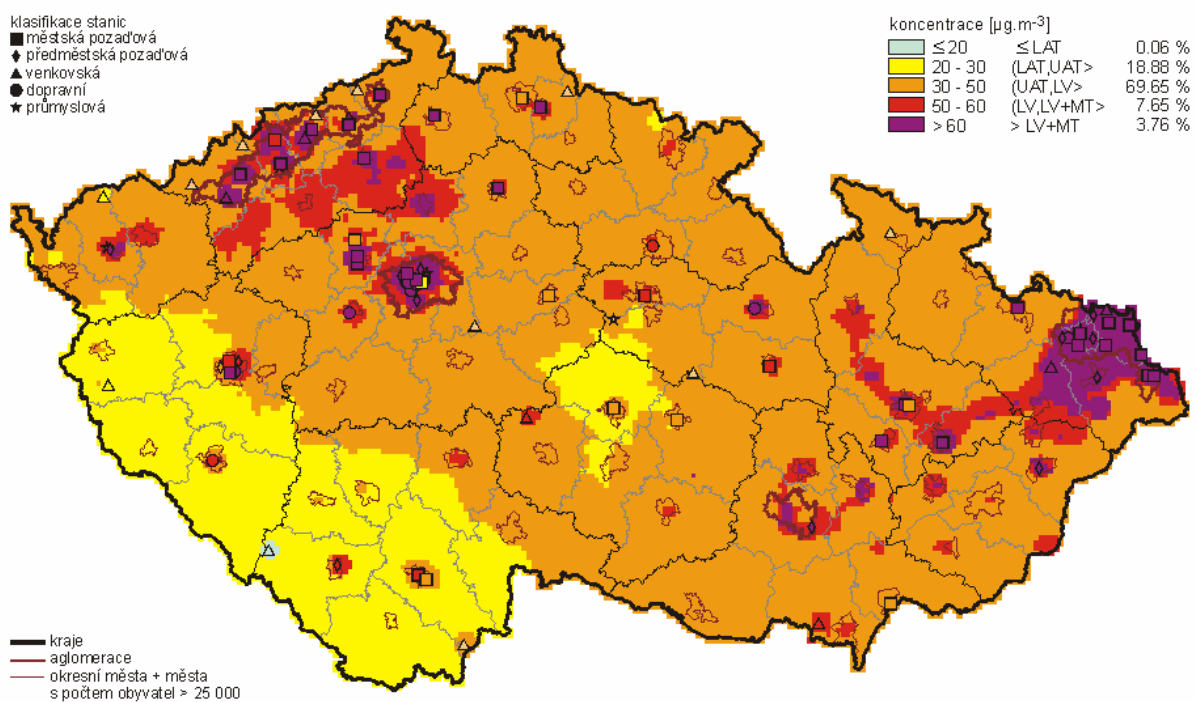 klasifikace stanic
městská pozaďová
předměstská pozaďová
venkovská
dopravní
průmyslová
koncentrace [µg.m-3]
≤20 ≤LAT 0.06 %
20 - 30 (LAT,UAT> 18.88 %
30 - 50 (UAT,LV> 69.65 %
50 - 60 (LV,LV+MT> 7.65 %
> 60 > LV+MT 3.76 %
kraje
aglomerace
okresní města + města
s počtem obyvatel > 25 000